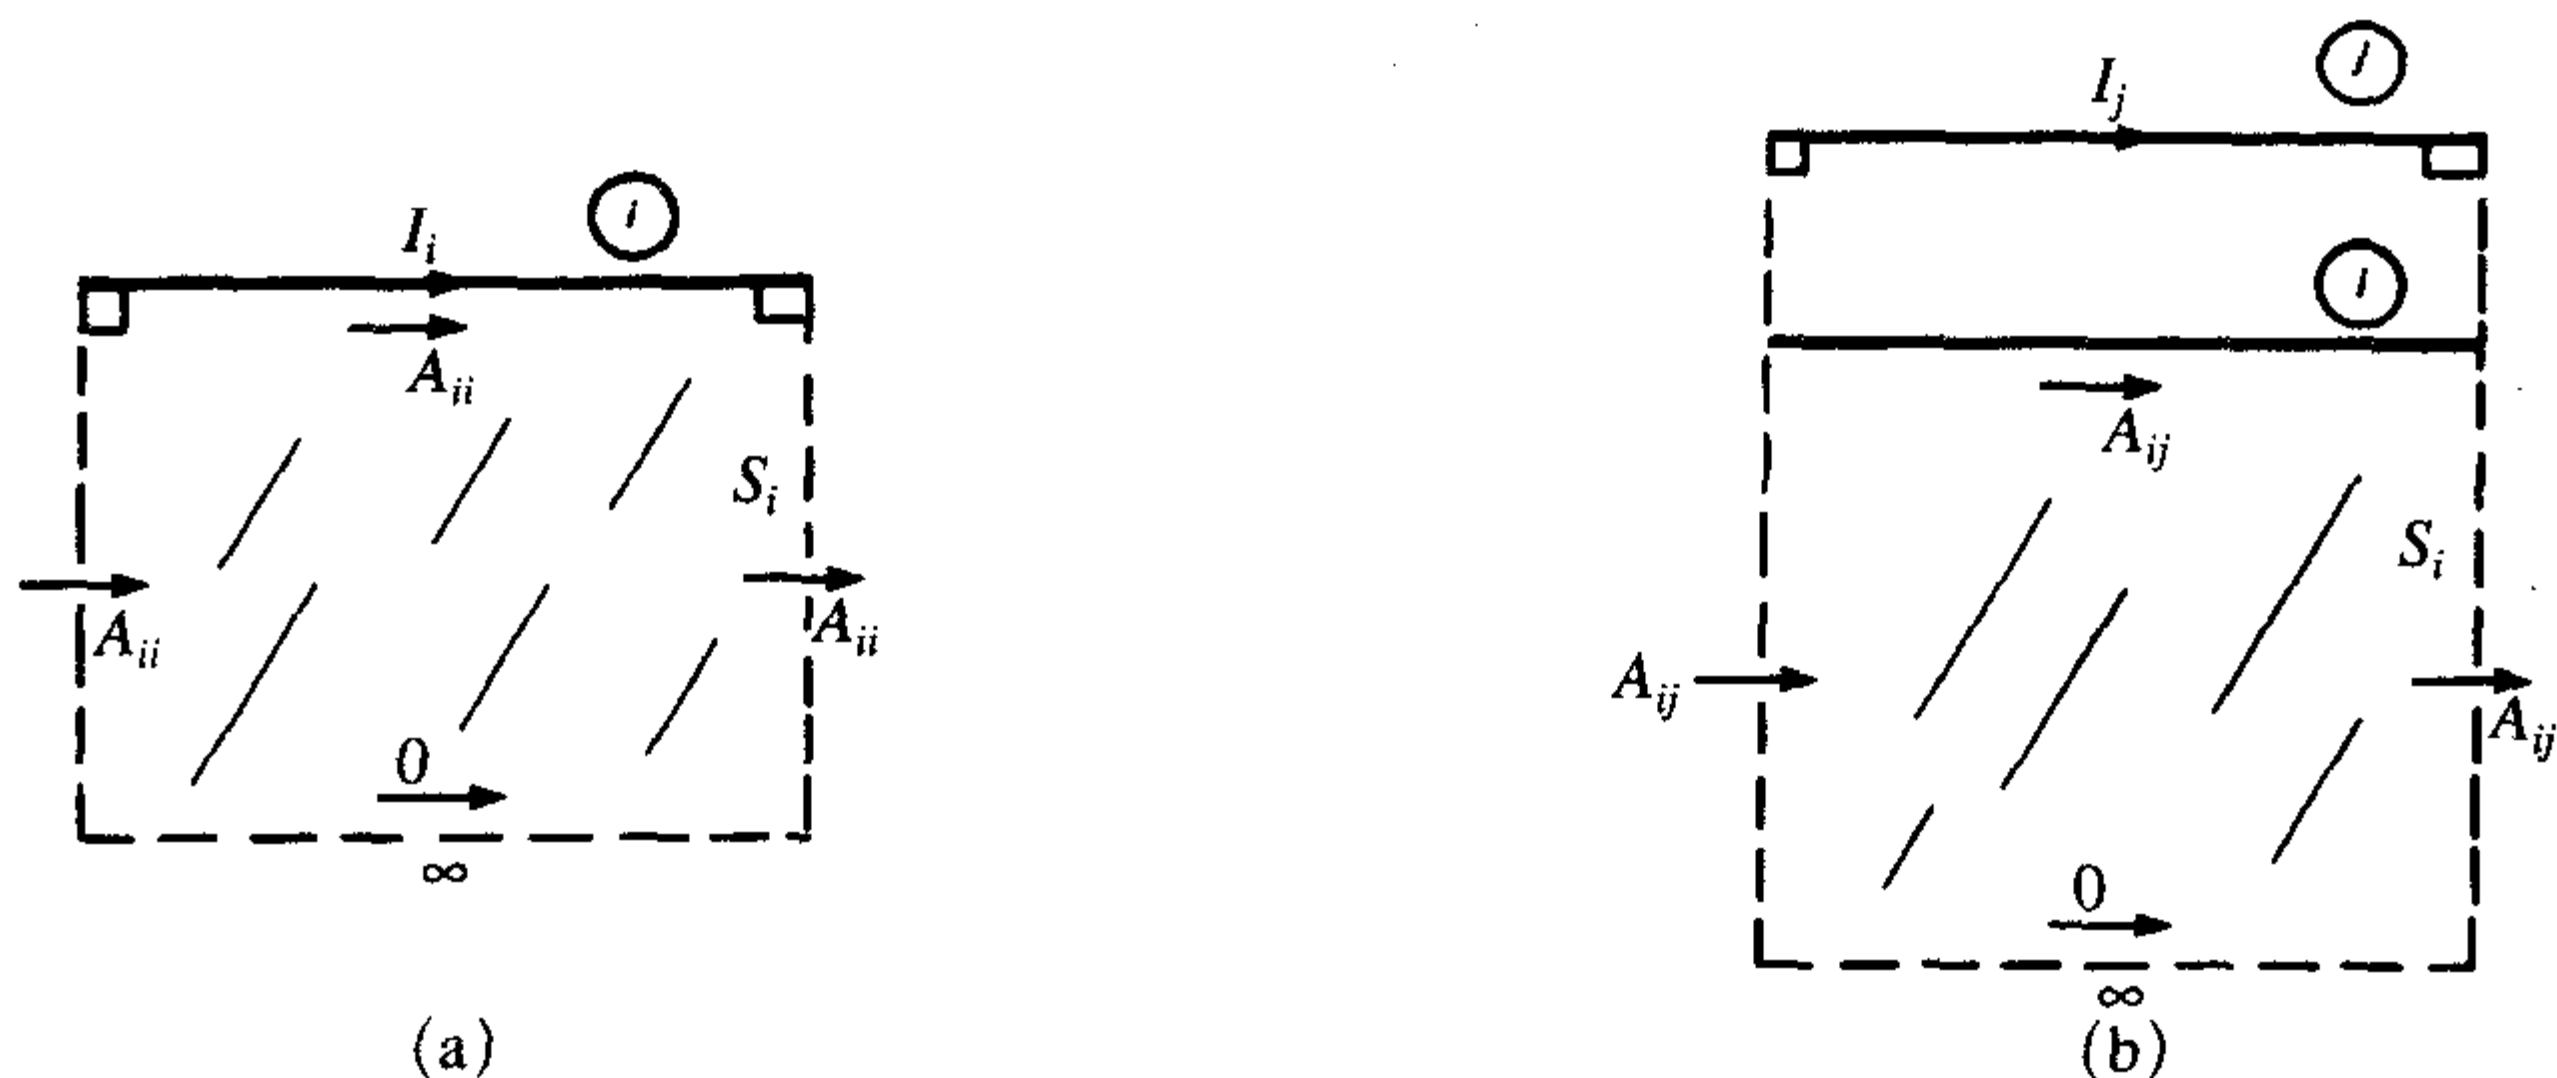 I_i
i
A_ii
S_i
A_ii
A_ii
0
∞
(a)
I_j
j
i
A_ij
S_i
A_ij
A_ij
0
∞
(b)